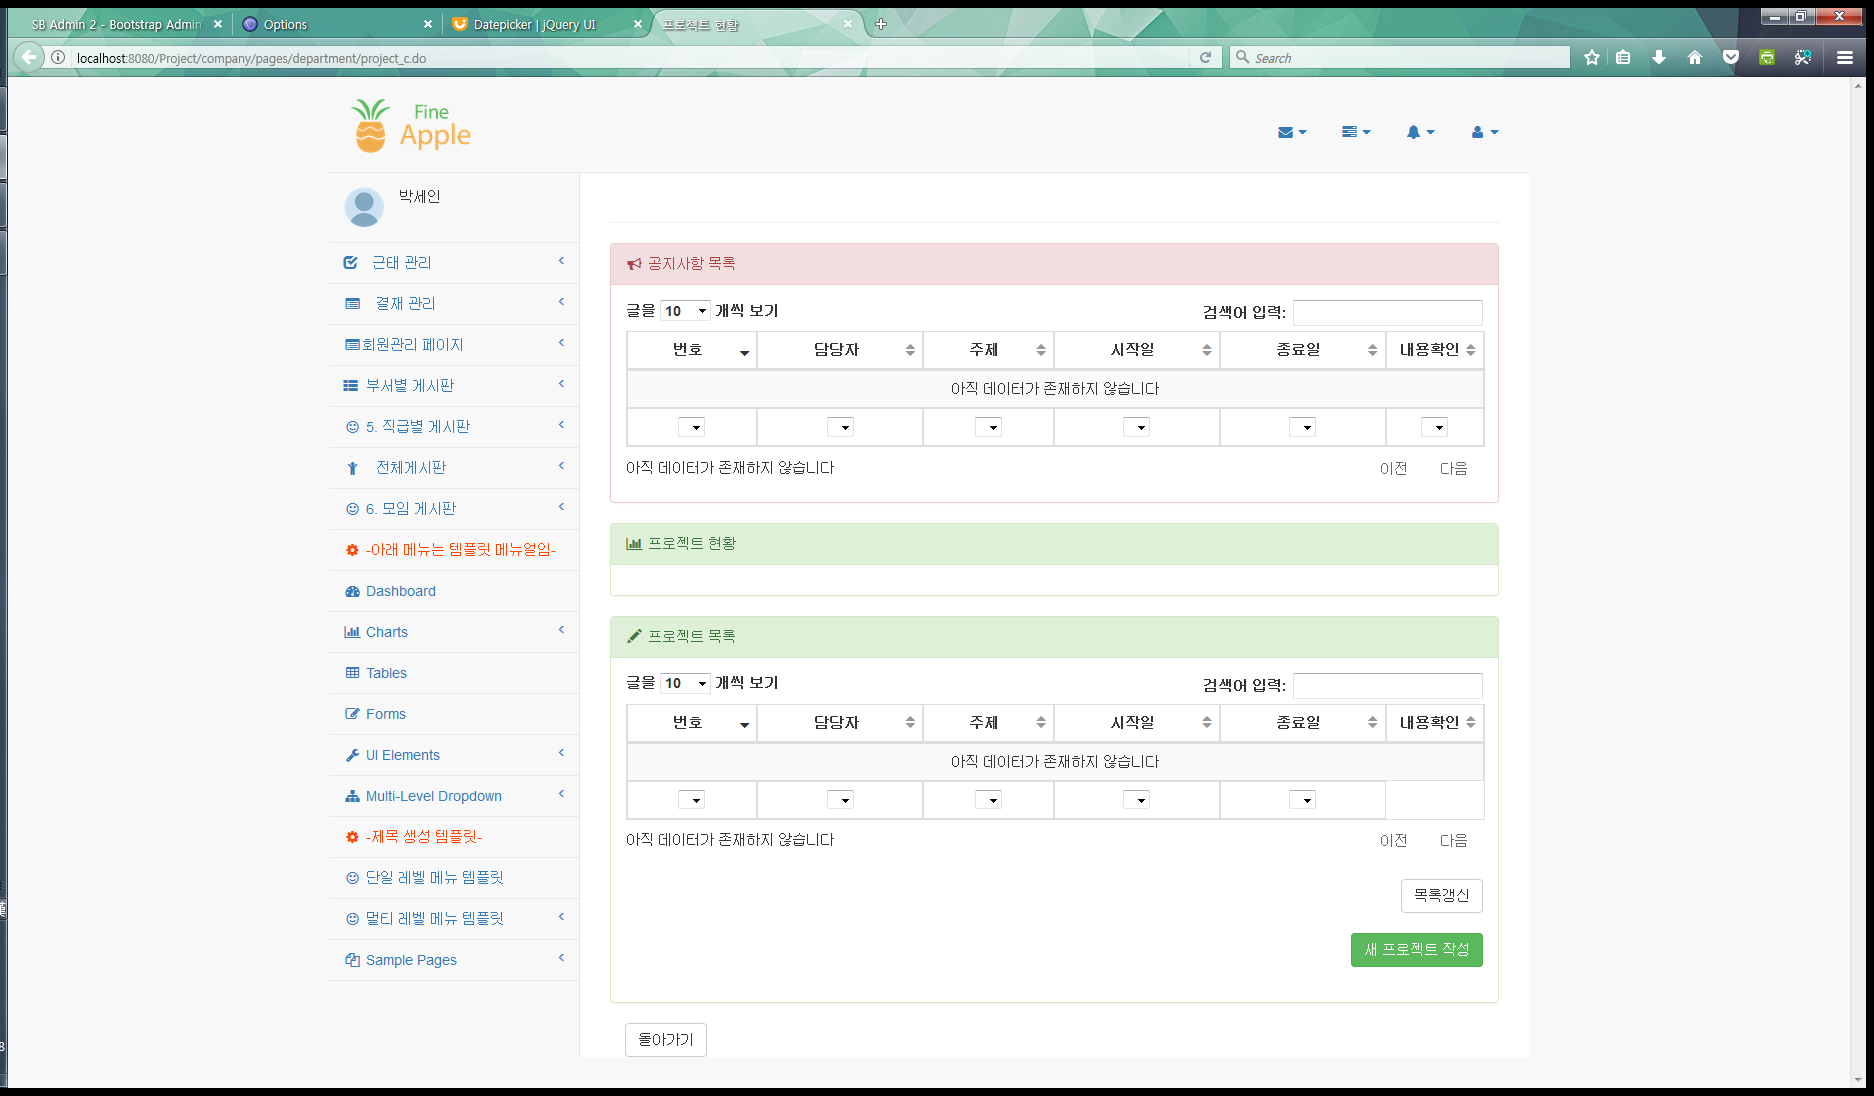 SB Admin 2 - Bootstrap Admin
Options
Datepicker | jQuery UI
프로젝트 현황
localhost:8080/Project/company/pages/department/project_c.do
Search
Fine
Apple
박세인
근태 관리
결재 관리
회원관리 페이지
부서별 게시판
5. 직급별 게시판
전체게시판
6. 모임 게시판
-아래 메뉴는 템플릿 메뉴얼임-
Dashboard
Charts
Tables
Forms
UI Elements
Multi-Level Dropdown
-제목 생성 템플릿-
단일 레벨 메뉴 템플릿
멀티 레벨 메뉴 템플릿
Sample Pages
공지사항 목록
글을 10 개씩 보기 검색어 입력:
번호 담당자 주제 시작일 종료일 내용확인
아직 데이터가 존재하지 않습니다
아직 데이터가 존재하지 않습니다 이전 다음
프로젝트 현황
프로젝트 목록
글을 10 개씩 보기 검색어 입력:
번호 담당자 주제 시작일 종료일 내용확인
아직 데이터가 존재하지 않습니다
아직 데이터가 존재하지 않습니다 이전 다음
목록갱신
새 프로젝트 작성
돌아가기